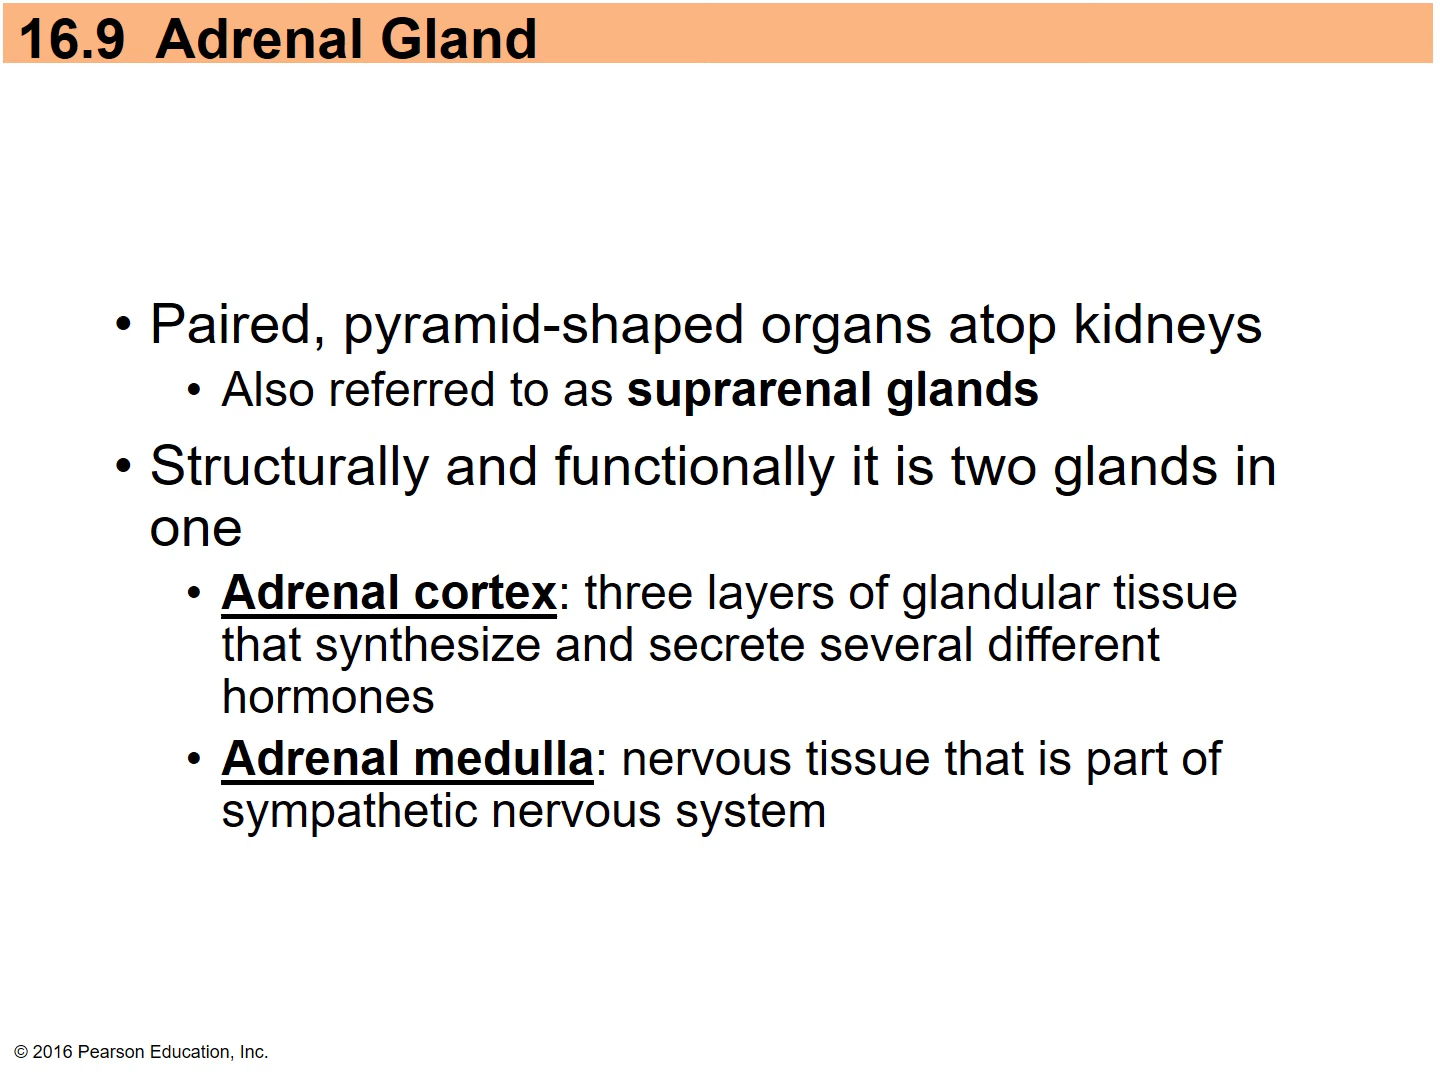 16.9 Adrenal Gland
• Paired, pyramid-shaped organs atop kidneys
• Also referred to as suprarenal glands
• Structurally and functionally it is two glands in
one
• Adrenal cortex: three layers of glandular tissue
that synthesize and secrete several different
hormones
• Adrenal medulla: nervous tissue that is part of
sympathetic nervous system
© 2016 Pearson Education, Inc.